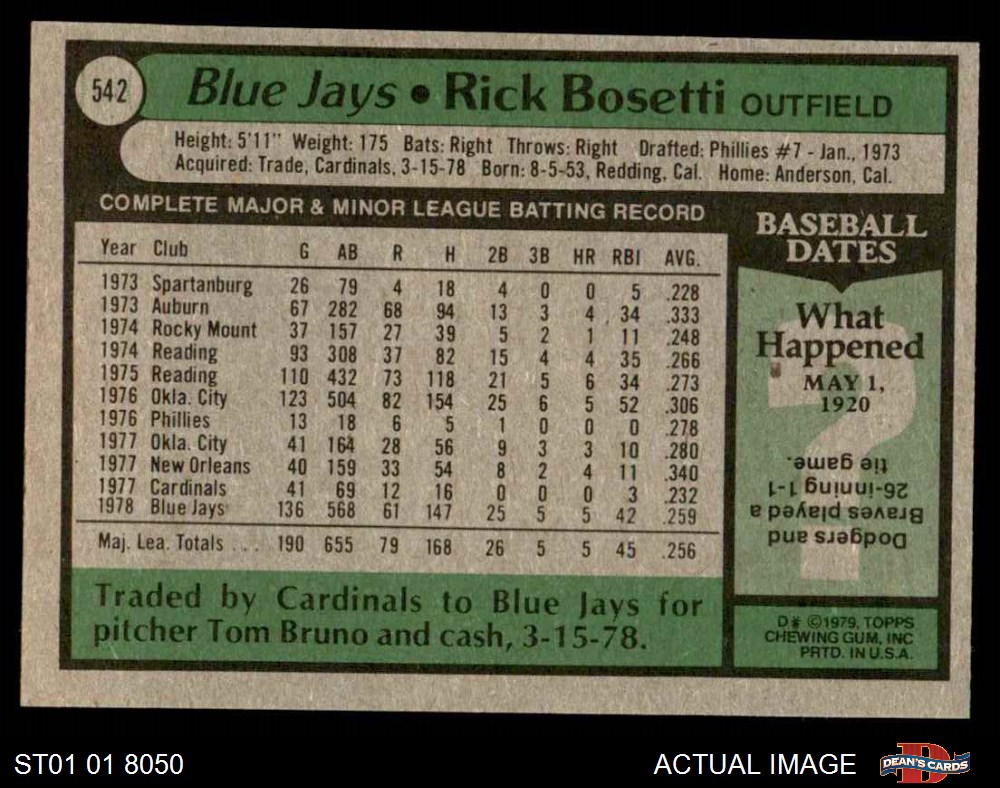 542
Blue Jays • Rick Bosetti OUTFIELD
Height: 5'11" Weight: 175 Bats: Right Throws: Right Drafted: Phillies #7 - Jan., 1973
Acquired: Trade, Cardinals, 3-15-78 Born: 8-5-53, Redding, Cal. Home: Anderson, Cal.
COMPLETE MAJOR & MINOR LEAGUE BATTING RECORD
Year Club G AB R H 2B 3B HR RBI AVG.
1973 Spartanburg 26 79 4 18 4 0 0 5 .228
1973 Auburn 67 282 68 94 13 3 4 34 .333
1974 Rocky Mount 37 157 27 39 5 2 1 11 .248
1974 Reading 93 308 37 82 15 4 4 35 .266
1975 Reading 110 432 73 118 21 5 6 34 .273
1976 Okla. City 123 504 82 154 25 6 5 52 .306
1976 Phillies 13 18 6 5 1 0 0 0 .278
1977 Okla. City 41 164 28 56 9 3 3 10 .280
1977 New Orleans 40 159 33 54 8 2 4 11 .340
1977 Cardinals 41 69 12 16 0 0 0 3 .232
1978 Blue Jays 136 568 61 147 25 5 5 42 .259
Maj. Lea. Totals ... 190 655 79 168 26 5 5 45 .256
Traded by Cardinals to Blue Jays for
pitcher Tom Bruno and cash, 3-15-78.
BASEBALL
DATES
What
Happened
MAY 1,
1920
?
Dodgers and
Braves played a
26-inning 1-1
tie game.
D* ©1979, TOPPS
CHEWING GUM, INC
PRTD. IN U.S.A.
ST01 01 8050
ACTUAL IMAGE
D
DEAN'S CARDS